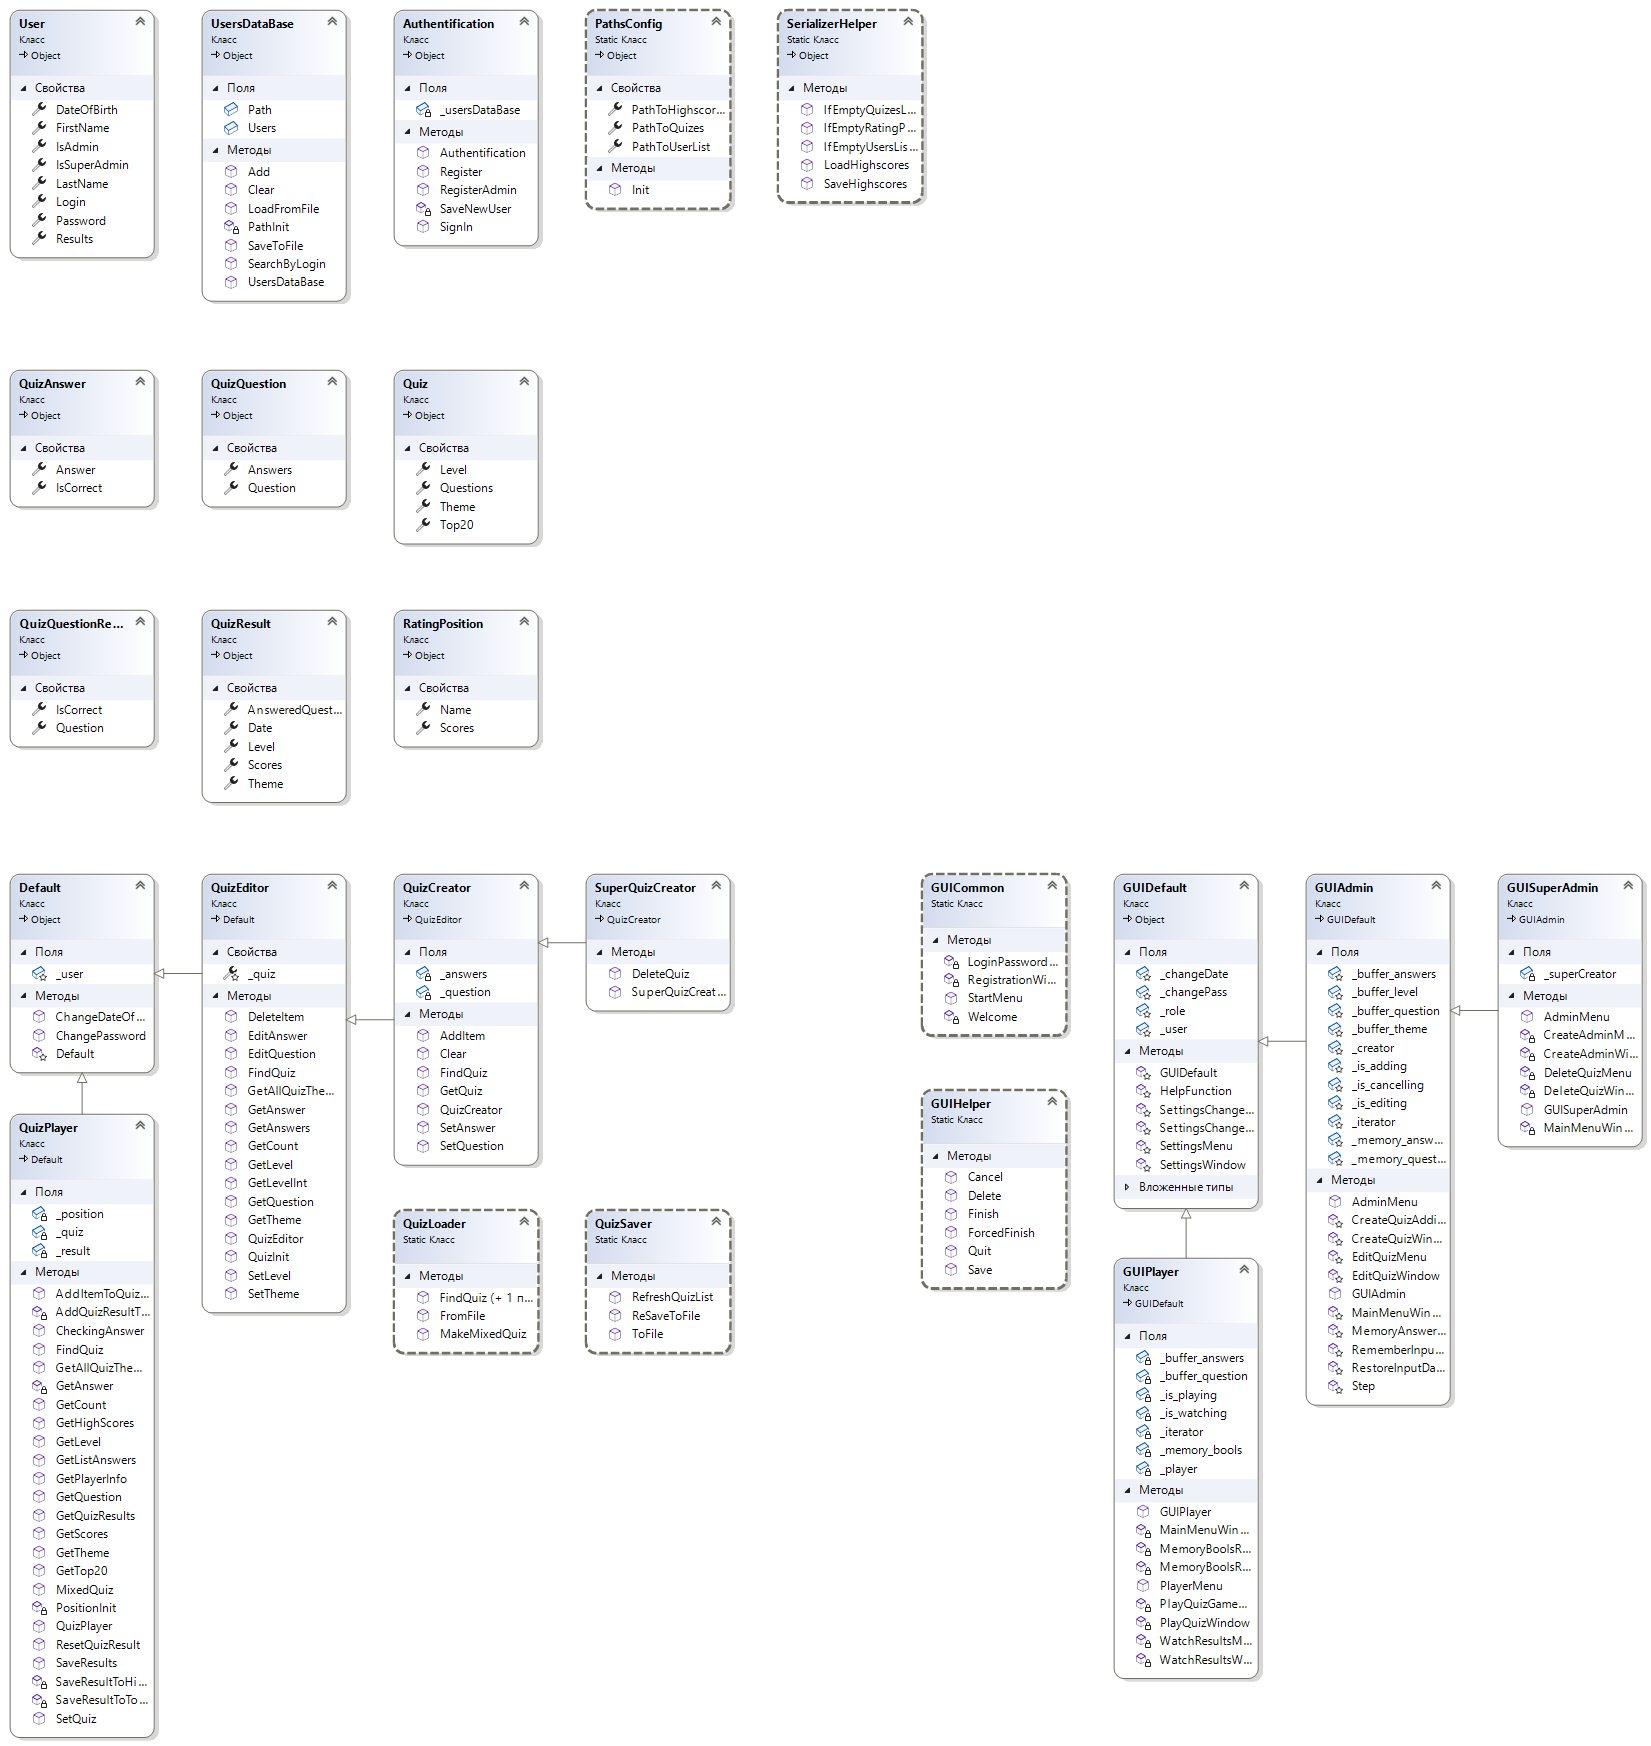 User
Класс
Object
Свойства
DateOfBirth
FirstName
IsAdmin
IsSuperAdmin
LastName
Login
Password
Results
UsersDataBase
Класс
Object
Поля
Path
Users
Методы
Add
Clear
LoadFromFile
PathInit
SaveToFile
SearchByLogin
UsersDataBase
Authentification
Класс
Object
Поля
_usersDataBase
Методы
Authentification
Register
RegisterAdmin
SaveNewUser
SignIn
PathsConfig
Static Класс
Object
Свойства
PathToHighscor...
PathToQuizes
PathToUserList
Методы
Init
SerializerHelper
Static Класс
Object
Методы
IfEmptyQuizesL...
IfEmptyRatingP...
IfEmptyUsersLis...
LoadHighscores
SaveHighscores
QuizAnswer
Класс
Object
Свойства
Answer
IsCorrect
QuizQuestion
Класс
Object
Свойства
Answers
Question
Quiz
Класс
Object
Свойства
Level
Questions
Theme
Top20
QuizQuestionRe...
Класс
Object
Свойства
IsCorrect
Question
QuizResult
Класс
Object
Свойства
AnsweredQuest...
Date
Level
Scores
Theme
RatingPosition
Класс
Object
Свойства
Name
Scores
Default
Класс
Object
Поля
_user
Методы
ChangeDateOf...
ChangePassword
Default
QuizEditor
Класс
Default
Свойства
_quiz
Методы
DeleteItem
EditAnswer
EditQuestion
FindQuiz
GetAllQuizThe...
GetAnswer
GetAnswers
GetCount
GetLevel
GetLevelInt
GetQuestion
GetTheme
QuizEditor
QuizInit
SetLevel
SetTheme
QuizCreator
Класс
QuizEditor
Поля
_answers
_question
Методы
AddItem
Clear
FindQuiz
GetQuiz
QuizCreator
SetAnswer
SetQuestion
SuperQuizCreator
Класс
QuizCreator
Методы
DeleteQuiz
SuperQuizCreat...
GUICommon
Static Класс
Методы
LoginPassword...
RegistrationWi...
StartMenu
Welcome
GUIDefault
Класс
Object
Поля
_changeDate
_changePass
_role
_user
Методы
GUIDefault
HelpFunction
SettingsChange...
SettingsChange...
SettingsMenu
SettingsWindow
Вложенные типы
GUIAdmin
Класс
GUIDefault
Поля
_buffer_answers
_buffer_level
_buffer_question
_buffer_theme
_creator
_is_adding
_is_cancelling
_is_editing
_iterator
_memory_answ...
_memory_quest...
Методы
AdminMenu
CreateQuizAddi...
CreateQuizWin...
EditQuizMenu
EditQuizWindow
GUIAdmin
MainMenuWin...
MemoryAnswer...
RememberInpu...
RestoreInputDa...
Step
GUISuperAdmin
Класс
GUIAdmin
Поля
_superCreator
Методы
AdminMenu
CreateAdminM...
CreateAdminWi...
DeleteQuizMenu
DeleteQuizWin...
GUISuperAdmin
MainMenuWin...
QuizPlayer
Класс
Default
Поля
_position
_quiz
_result
Методы
AddItemToQuiz...
AddQuizResultT...
CheckingAnswer
FindQuiz
GetAllQuizThe...
GetAnswer
GetCount
GetHighScores
GetLevel
GetListAnswers
GetPlayerInfo
GetQuestion
GetQuizResults
GetScores
GetTheme
GetTop20
MixedQuiz
PositionInit
QuizPlayer
ResetQuizResult
SaveResults
SaveResultToHi...
SaveResultToTo...
SetQuiz
QuizLoader
Static Класс
Методы
FindQuiz (+ 1 п...
FromFile
MakeMixedQuiz
QuizSaver
Static Класс
Методы
RefreshQuizList
ReSaveToFile
ToFile
GUIHelper
Static Класс
Методы
Cancel
Delete
Finish
ForcedFinish
Quit
Save
GUIPlayer
Класс
GUIDefault
Поля
_buffer_answers
_buffer_question
_is_playing
_is_watching
_iterator
_memory_bools
_player
Методы
GUIPlayer
MainMenuWin...
MemoryBoolsR...
MemoryBoolsR...
PlayerMenu
PlayQuizGame...
PlayQuizWindow
WatchResultsM...
WatchResultsW...